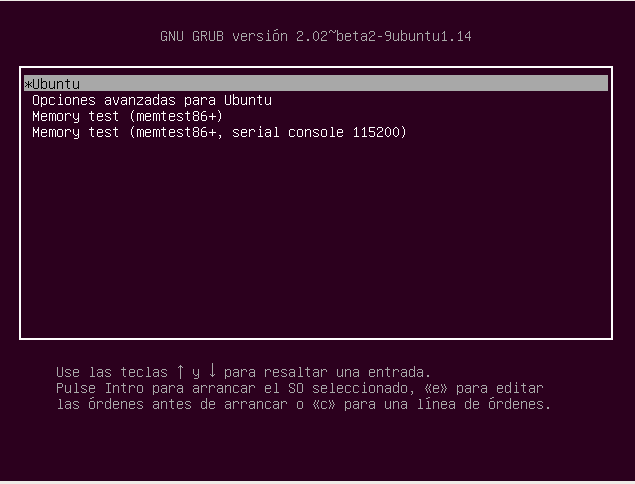 GNU GRUB versión 2.02~beta2-9ubuntu1.14
*Ubuntu
Opciones avanzadas para Ubuntu
Memory test (memtest86+)
Memory test (memtest86+, serial console 115200)
Use las teclas ↑ y ↓ para resaltar una entrada.
Pulse Intro para arrancar el SO seleccionado, «e» para editar
las órdenes antes de arrancar o «c» para una línea de órdenes.